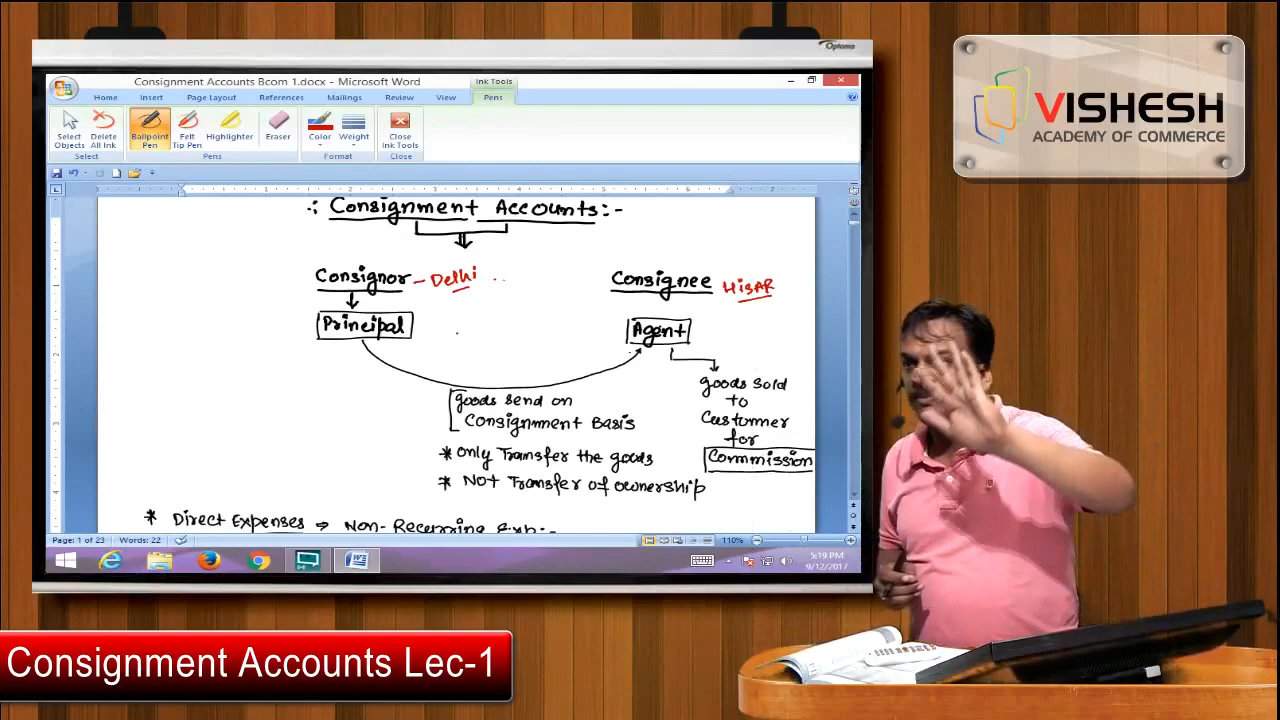 Optoma
Consignment Accounts Bcom 1.docx - Microsoft Word
Ink Tools
Home Insert Page Layout References Mailings Review View Pens
Select Objects
Delete All Ink
Ballpoint Pen
Felt Tip Pen
Highlighter
Eraser
Color
Weight
Close Ink Tools
Select Pens Format Close
∴ Consignment Accounts:-
Consignor - Delhi
Consignee HisAR
Principal
Agent
goods sold
to
Customer
for
Commission
goods send on
Consignment Basis
* only Transfer the goods
* Not Transfer of ownership
* Direct Expenses ⇒ Non-Recurring Exp:-
Page: 1 of 23 Words: 22 110%
5:19 PM
9/12/2017
VISHESH
ACADEMY OF COMMERCE
Consignment Accounts Lec-1